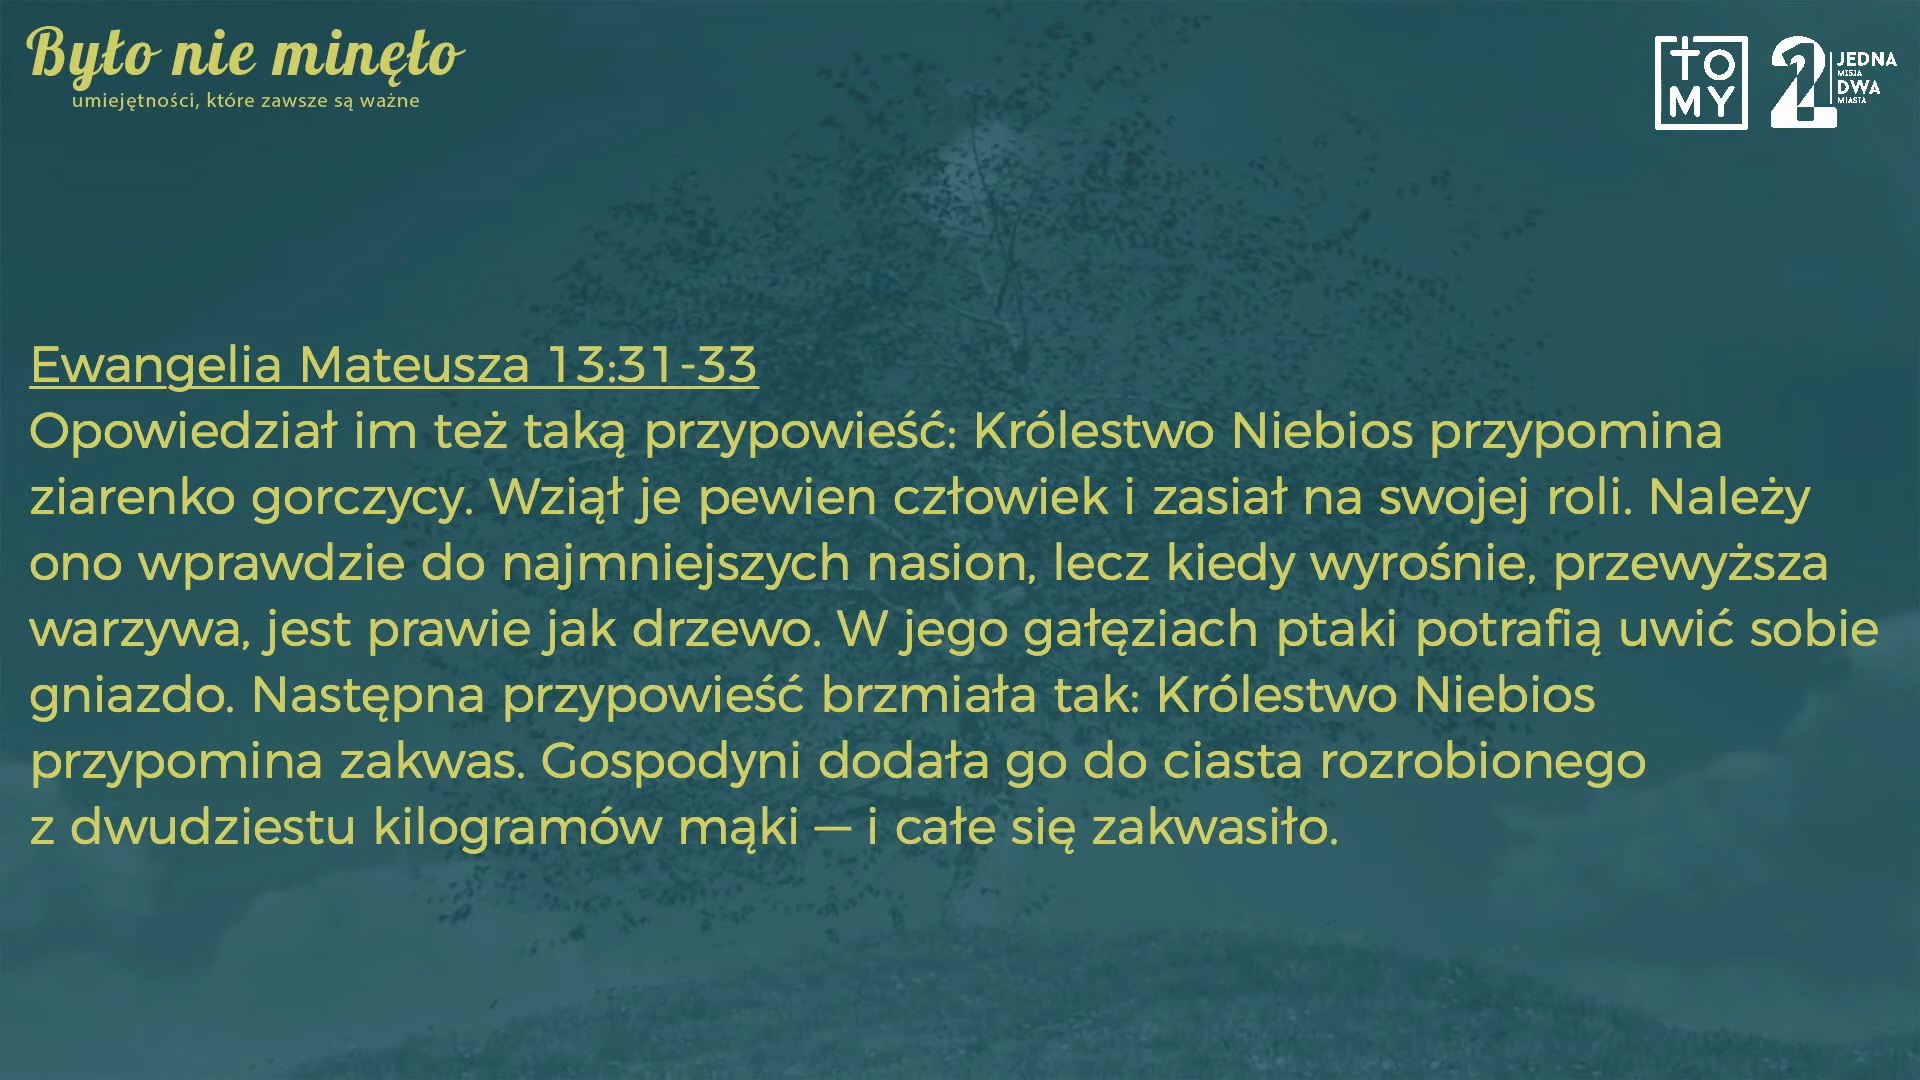 Było nie minęło
umiejętności, które zawsze są ważne
TO
MY
2
JEDNA
MISJA
DWA
MIASTA
Ewangelia Mateusza 13:31-33
Opowiedział im też taką przypowieść: Królestwo Niebios przypomina
ziarenko gorczycy. Wziął je pewien człowiek i zasiał na swojej roli. Należy
ono wprawdzie do najmniejszych nasion, lecz kiedy wyrośnie, przewyższa
warzywa, jest prawie jak drzewo. W jego gałęziach ptaki potrafią uwić sobie
gniazdo. Następna przypowieść brzmiała tak: Królestwo Niebios
przypomina zakwas. Gospodyni dodała go do ciasta rozrobionego
z dwudziestu kilogramów mąki — i całe się zakwasiło.